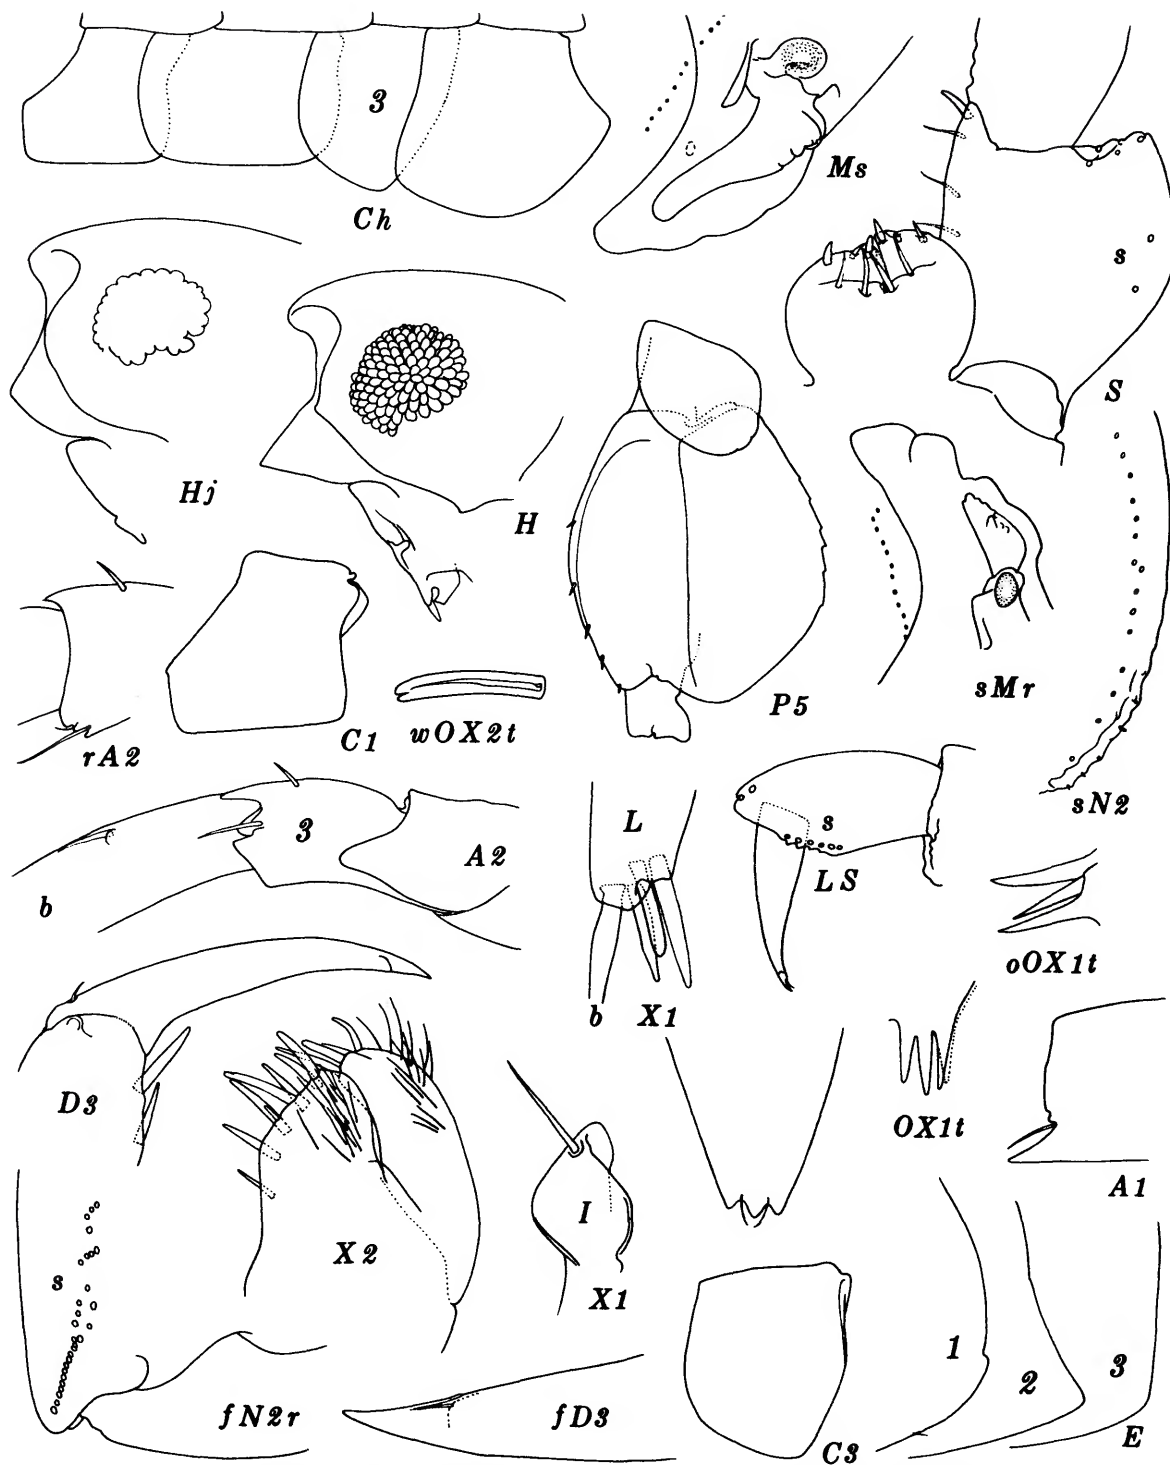 3
Ch
Ms
s
S
Hj
H
rA2
C1
wOX2t
P5
sMr
sN2
3
A2
b
L
s
LS
b
X1
oOX1t
D3
OX1t
A1
s
X2
I
X1
1
2
3
fN2r
fD3
C3
E